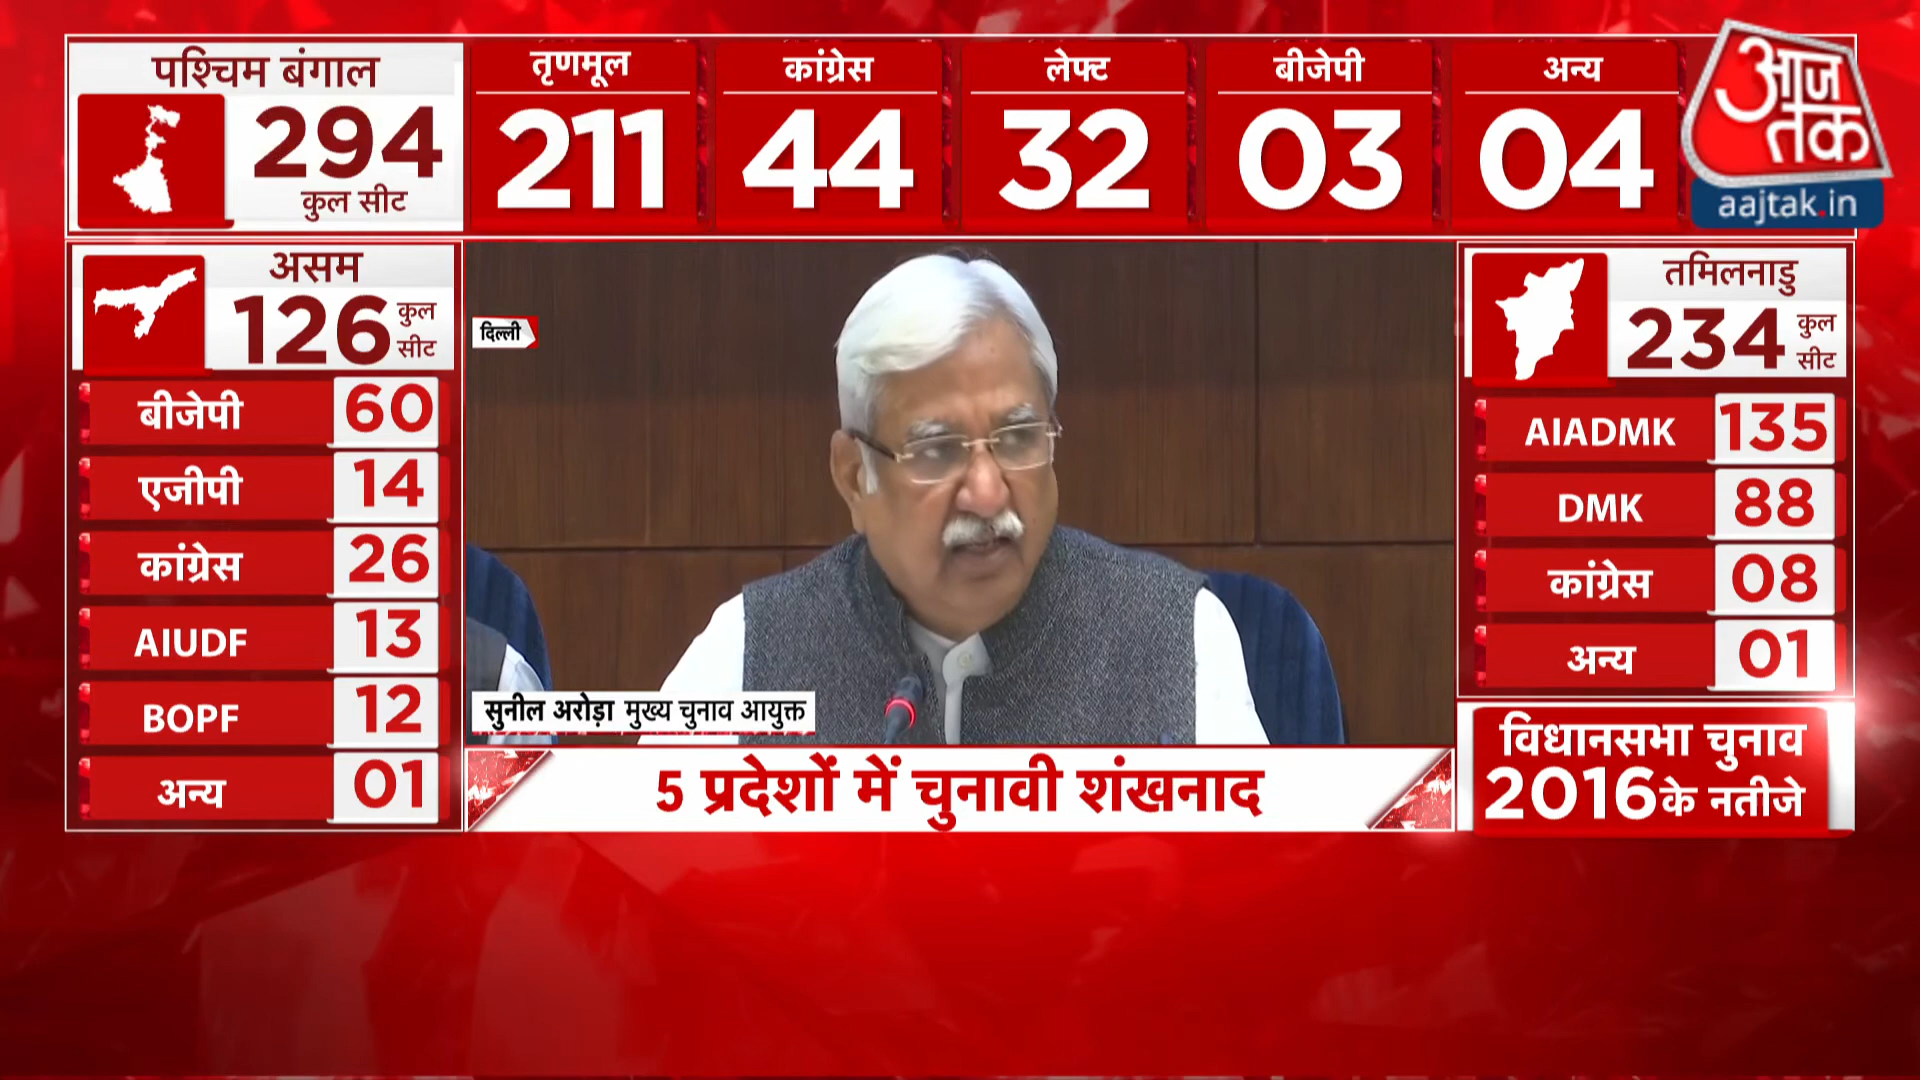 पश्चिम बंगाल
294
कुल सीट
तृणमूल
211
कांग्रेस
44
लेफ्ट
32
बीजेपी
03
अन्य
04
आज
तक
aajtak.in
असम
126
कुल
सीट
बीजेपी 60
एजीपी 14
कांग्रेस 26
AIUDF 13
BOPF 12
अन्य 01
दिल्ली
सुनील अरोड़ा मुख्य चुनाव आयुक्त
5 प्रदेशों में चुनावी शंखनाद
तमिलनाडु
234
कुल
सीट
AIADMK 135
DMK 88
कांग्रेस 08
अन्य 01
विधानसभा चुनाव
2016 के नतीजे